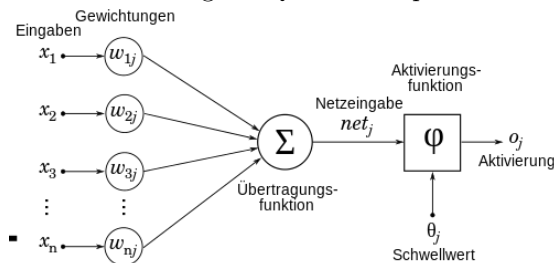 Gewichtungen
Eingaben
x₁ w₁ⱼ
Aktivierungs-
funktion
x₂ w₂ⱼ
Netzeingabe
netⱼ
Σ
φ
oⱼ
Aktivierung
x₃ w₃ⱼ
Übertragungs-
funktion
⋮ ⋮
xₙ wₙⱼ
θⱼ
Schwellwert